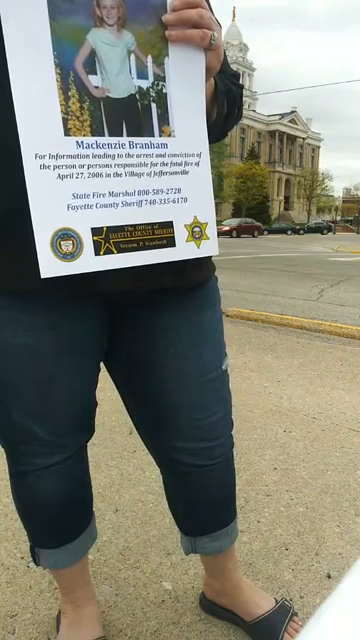 Mackenzie Branham
For Information leading to the arrest and conviction of
the person or persons responsible for the fatal fire of
April 27, 2006 in the Village of Jeffersonville
State Fire Marshal 800-589-2728
Fayette County Sheriff 740-335-6170
The Office of
FAYETTE COUNTY SHERIFF
Vernon P. Stanforth